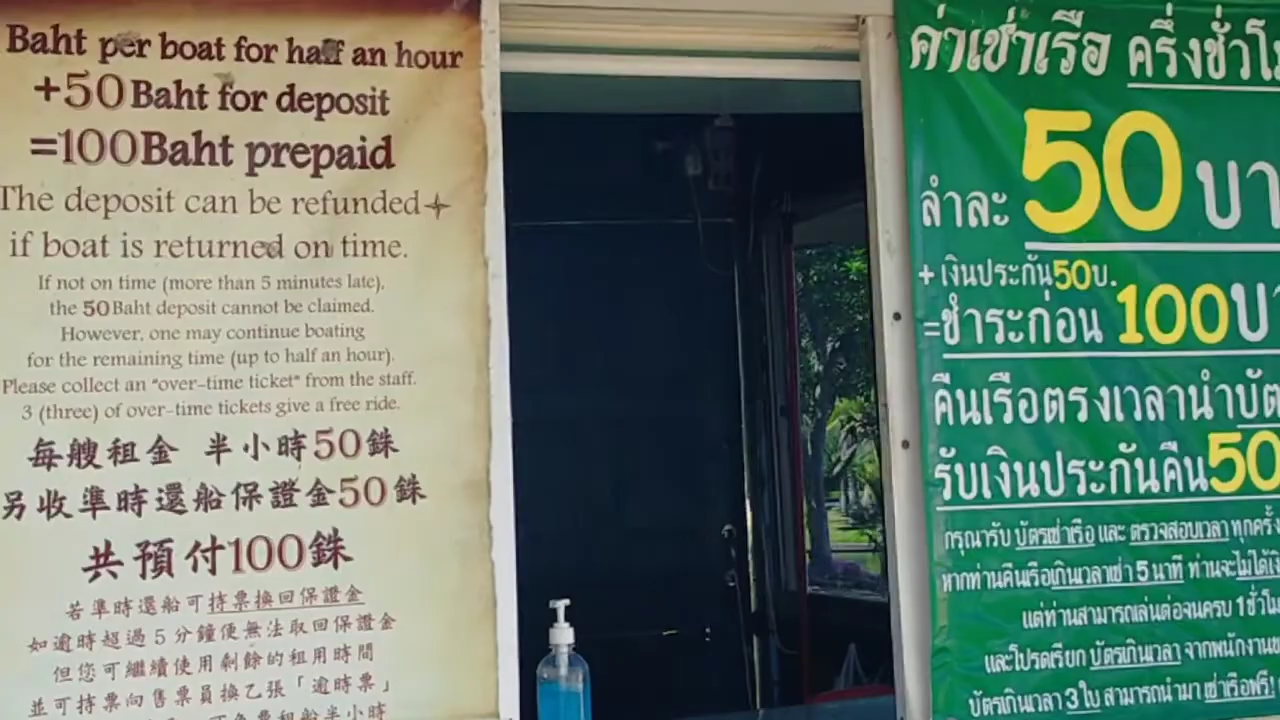 Baht per boat for half an hour
+50 Baht for deposit
=100 Baht prepaid
The deposit can be refunded
if boat is returned on time.
If not on time (more than 5 minutes late),
the 50 Baht deposit cannot be claimed.
However, one may continue boating
for the remaining time (up to half an hour).
Please collect an "over-time ticket" from the staff.
3 (three) of over-time tickets give a free ride.
每艘租金 半小時50銖
另收準時還船保證金50銖
共預付100銖
若準時還船可持票換回保證金
如逾時超過5分鐘便無法取回保證金
但您可繼續使用剩餘的租用時間
並可持票向售票員換乙張「逾時票」
可免費租船半小時
ค่าเช่าเรือ ครึ่งชั่วโ
ลำละ 50 บา
+ เงินประกัน50บ.
=ชำระก่อน 100บา
คืนเรือตรงเวลานำบัต
รับเงินประกันคืน50
กรุณารับ บัตรเช่าเรือ และ ตรวจสอบเวลา ทุกครั้ง
หากท่านคืนเรือเกินเวลาเช่า 5 นาที ท่านจะไม่ได้เงิ
แต่ท่านสามารถเล่นต่อจนครบ 1 ชั่วโม
และโปรดเรียก บัตรเกินเวลา จากพนักงานข
บัตรเกินเวลา 3 ใบ สามารถนำมา เช่าเรือฟรี!